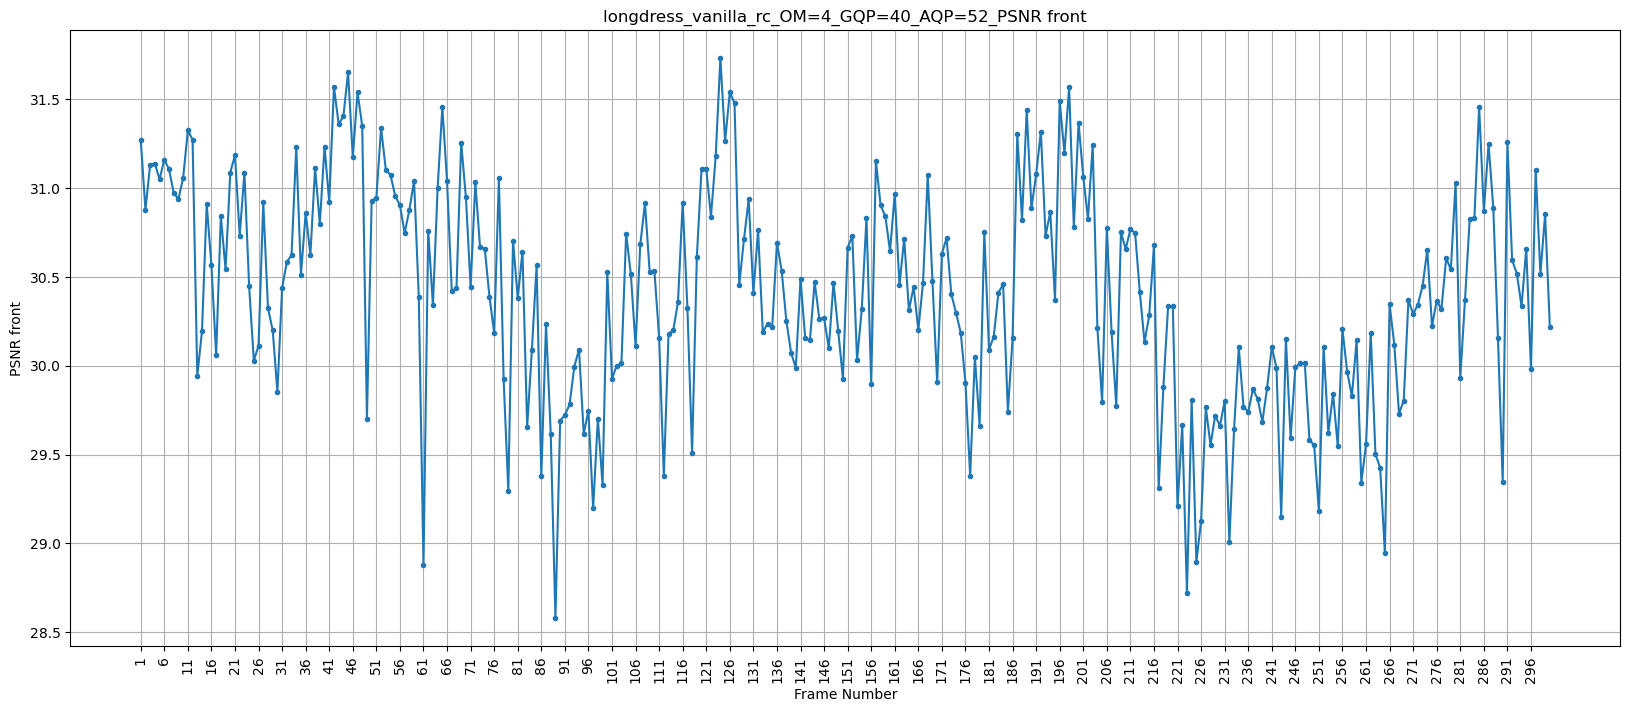 longdress_vanilla_rc_OM=4_GQP=40_AQP=52_PSNR front
31.5
31.0
30.5
30.0
29.5
29.0
28.5
PSNR front
1 6 11 16 21 26 31 36 41 46 51 56 61 66 71 76 81 86 91 96 101 106 111 116 121 126 131 136 141 146 151 156 161 166 171 176 181 186 191 196 201 206 211 216 221 226 231 236 241 246 251 256 261 266 271 276 281 286 291 296
Frame Number